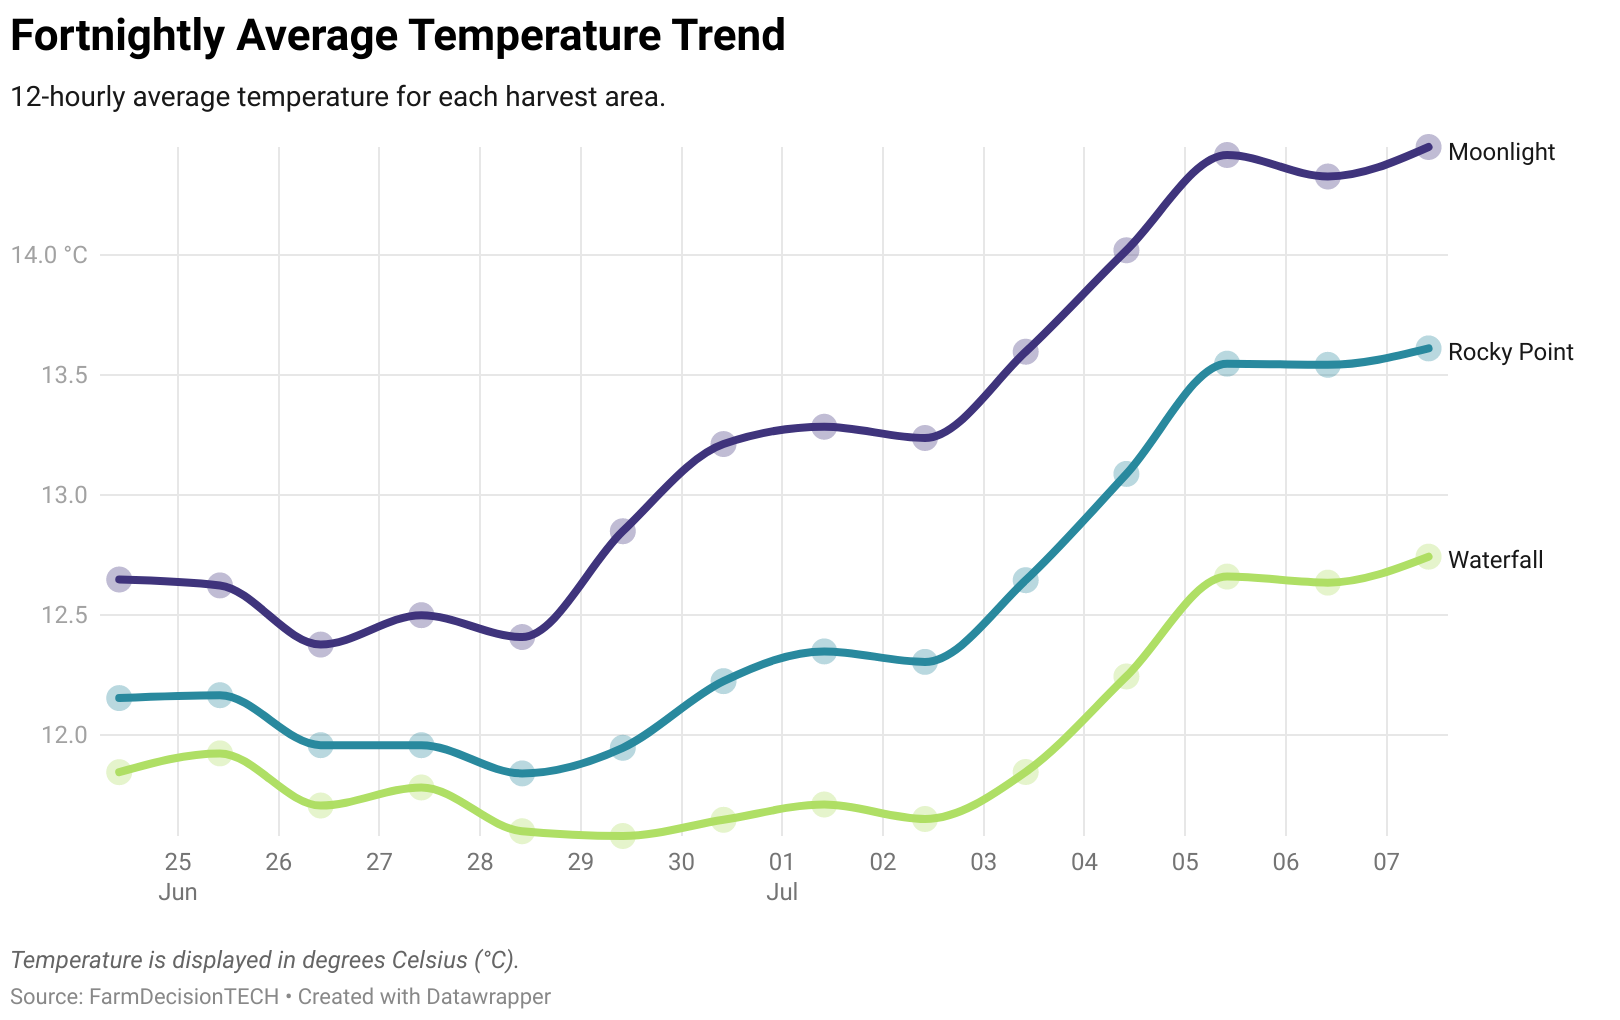 Fortnightly Average Temperature Trend
12-hourly average temperature for each harvest area.
Moonlight
14.0 °C
Rocky Point
13.5
13.0
Waterfall
12.5
12.0
25 26 27 28 29 30 01 02 03 04 05 06 07
Jun Jul
Temperature is displayed in degrees Celsius (°C).
Source: FarmDecisionTECH • Created with Datawrapper